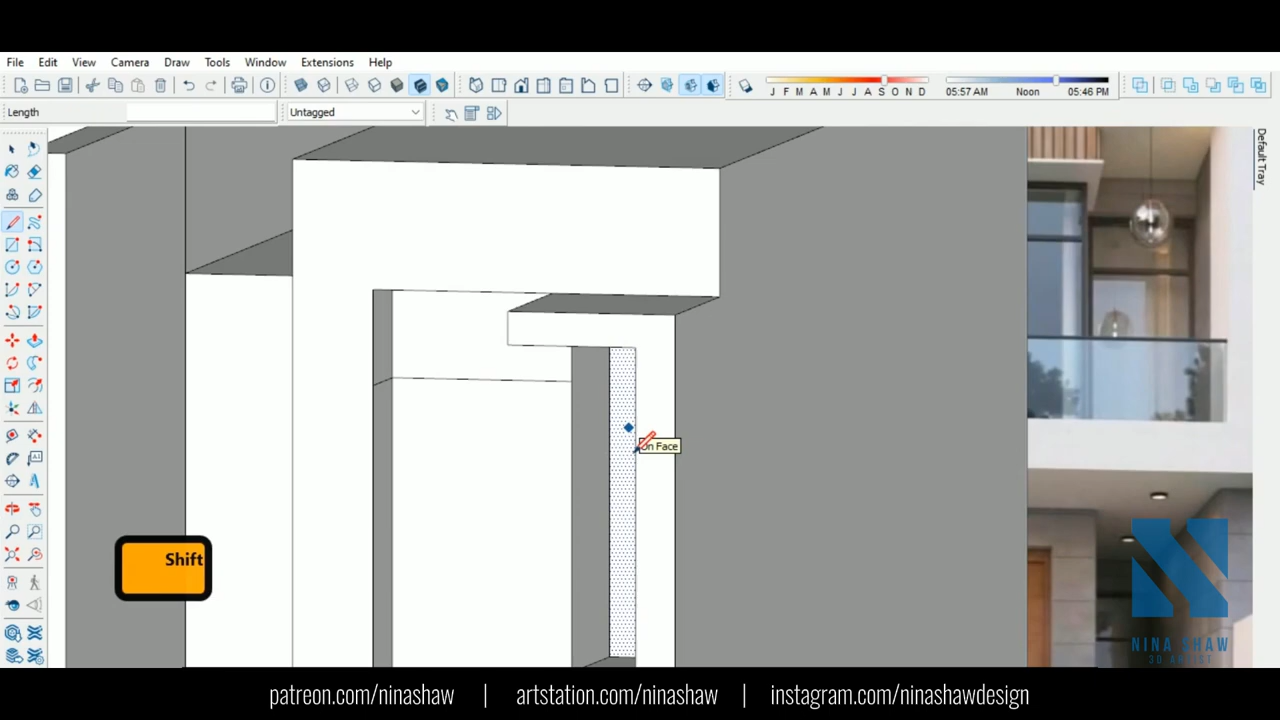 File Edit View Camera Draw Tools Window Extensions Help
J F M A M J J A S O N D
05:57 AM Noon 05:46 PM
Length
Untagged
Default Tray
On Face
Shift
NINA SHAW
3D ARTIST
patreon.com/ninashaw | artstation.com/ninashaw | instagram.com/ninashawdesign